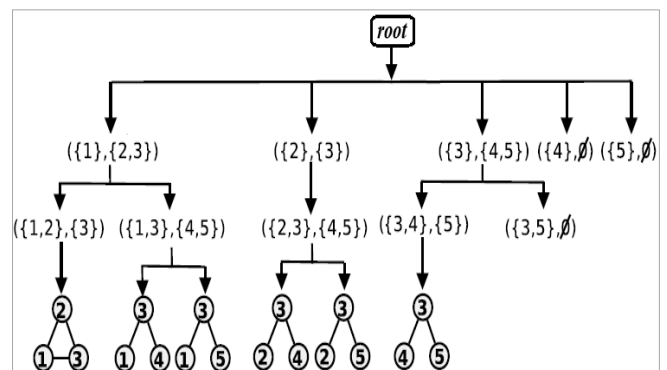 root
({1},{2,3}) ({2},{3}) ({3},{4,5}) ({4},∅) ({5},∅)
({1,2},{3}) ({1,3},{4,5}) ({2,3},{4,5}) ({3,4},{5}) ({3,5},∅)
2 3 3 3 3 3
1 3 1 4 1 5 2 4 2 5 4 5